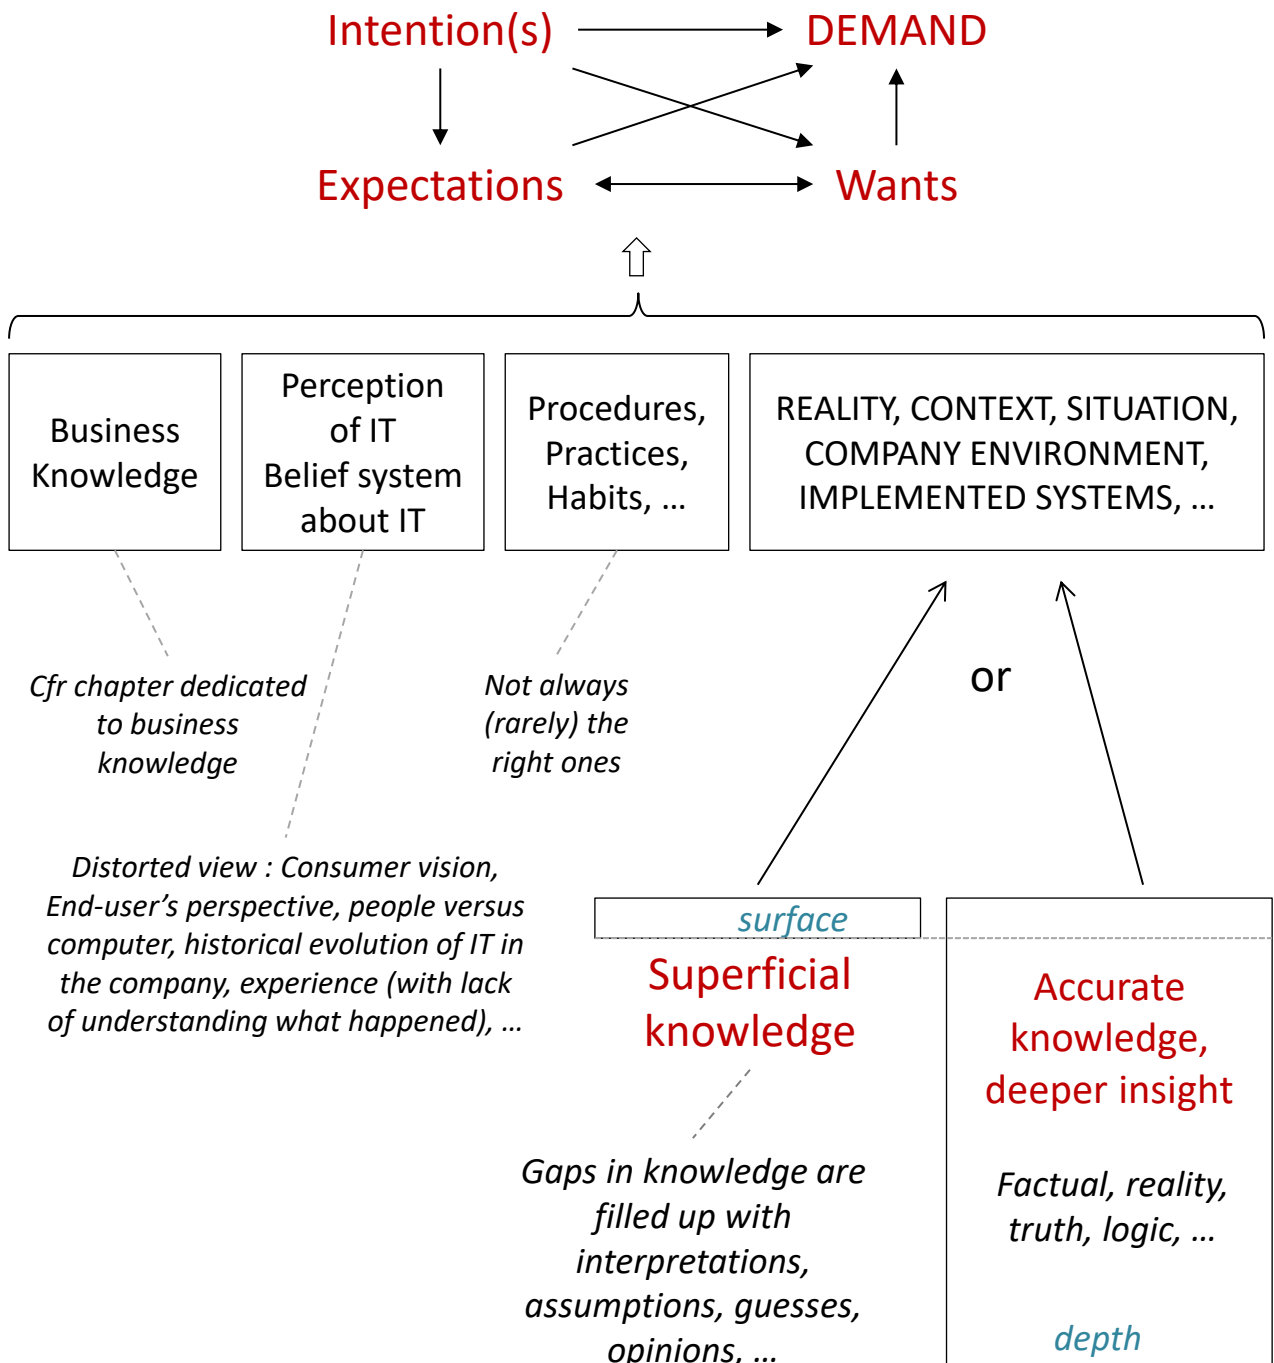 Intention(s)
DEMAND
Expectations
Wants
Business
Knowledge
Perception
of IT
Belief system
about IT
Procedures,
Practices,
Habits, ...
REALITY, CONTEXT, SITUATION,
COMPANY ENVIRONMENT,
IMPLEMENTED SYSTEMS, ...
Cfr chapter dedicated
to business
knowledge
Not always
(rarely) the
right ones
or
Distorted view : Consumer vision,
End-user's perspective, people versus
computer, historical evolution of IT in
the company, experience (with lack
of understanding what happened), ...
surface
Superficial
knowledge
Accurate
knowledge,
deeper insight
Gaps in knowledge are
filled up with
interpretations,
assumptions, guesses,
opinions, ...
Factual, reality,
truth, logic, ...
depth